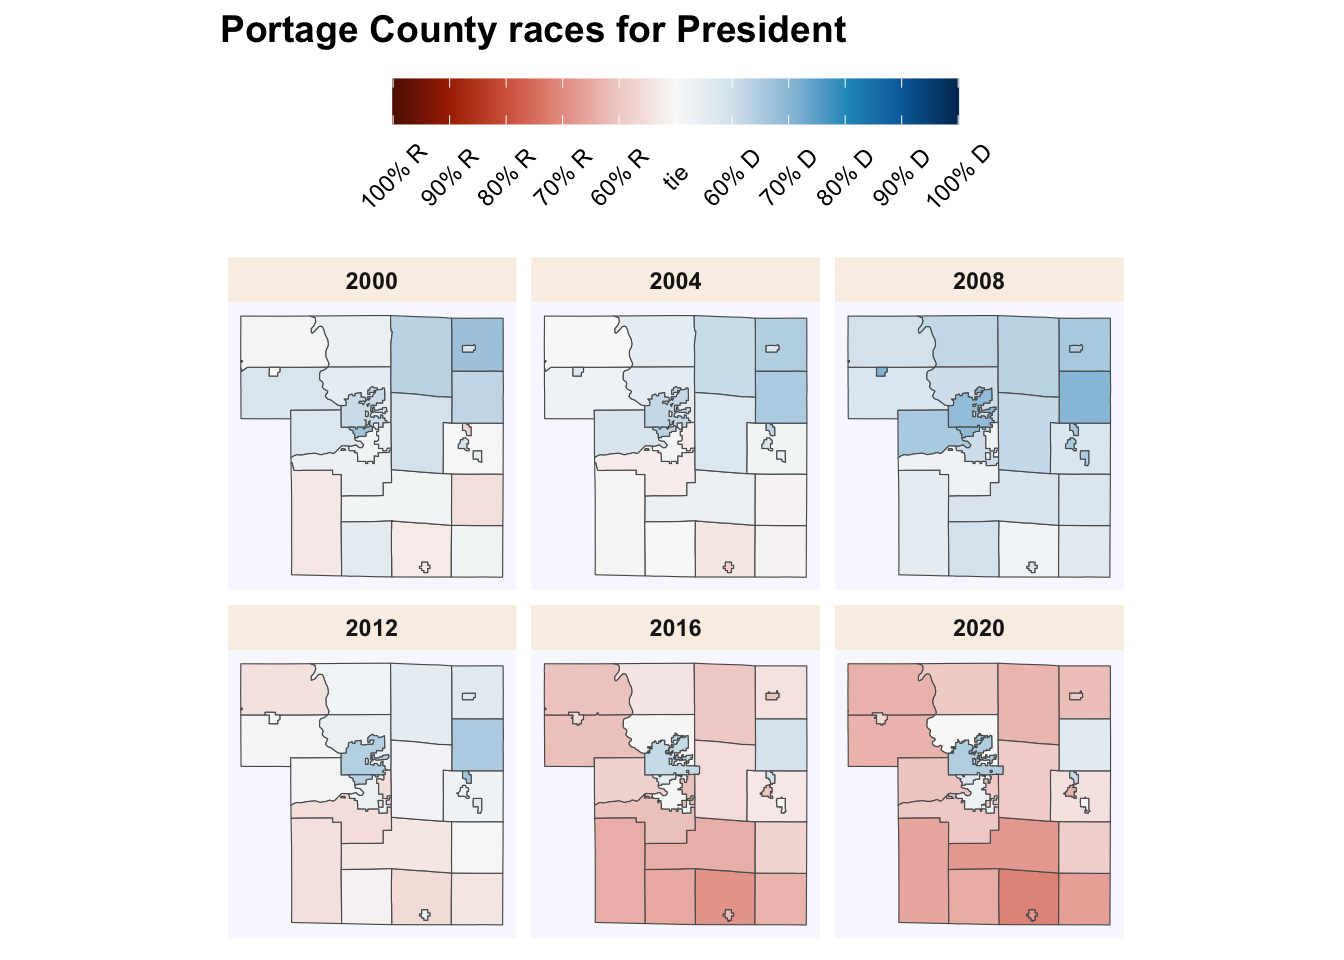 Portage County races for President
100% R 90% R 80% R 70% R 60% R tie 60% D 70% D 80% D 90% D 100% D
2000 2004 2008
2012 2016 2020